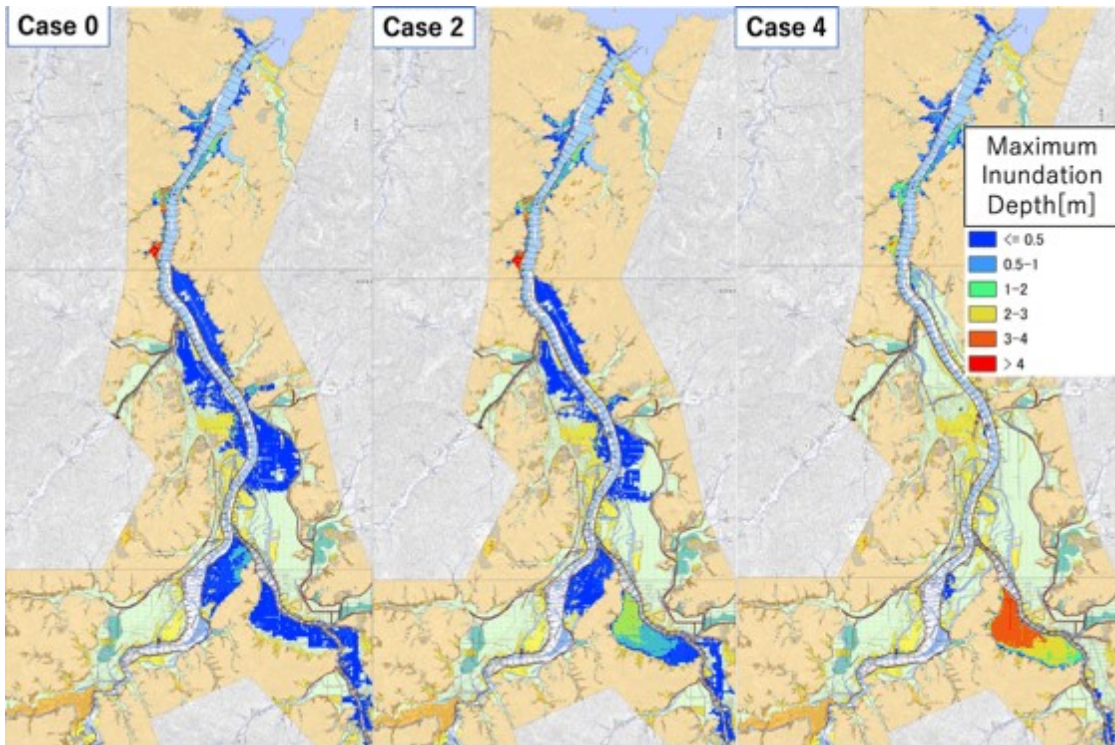 Case 0
Case 2
Case 4
Maximum
Inundation
Depth[m]
<= 0.5
0.5-1
1-2
2-3
3-4
> 4